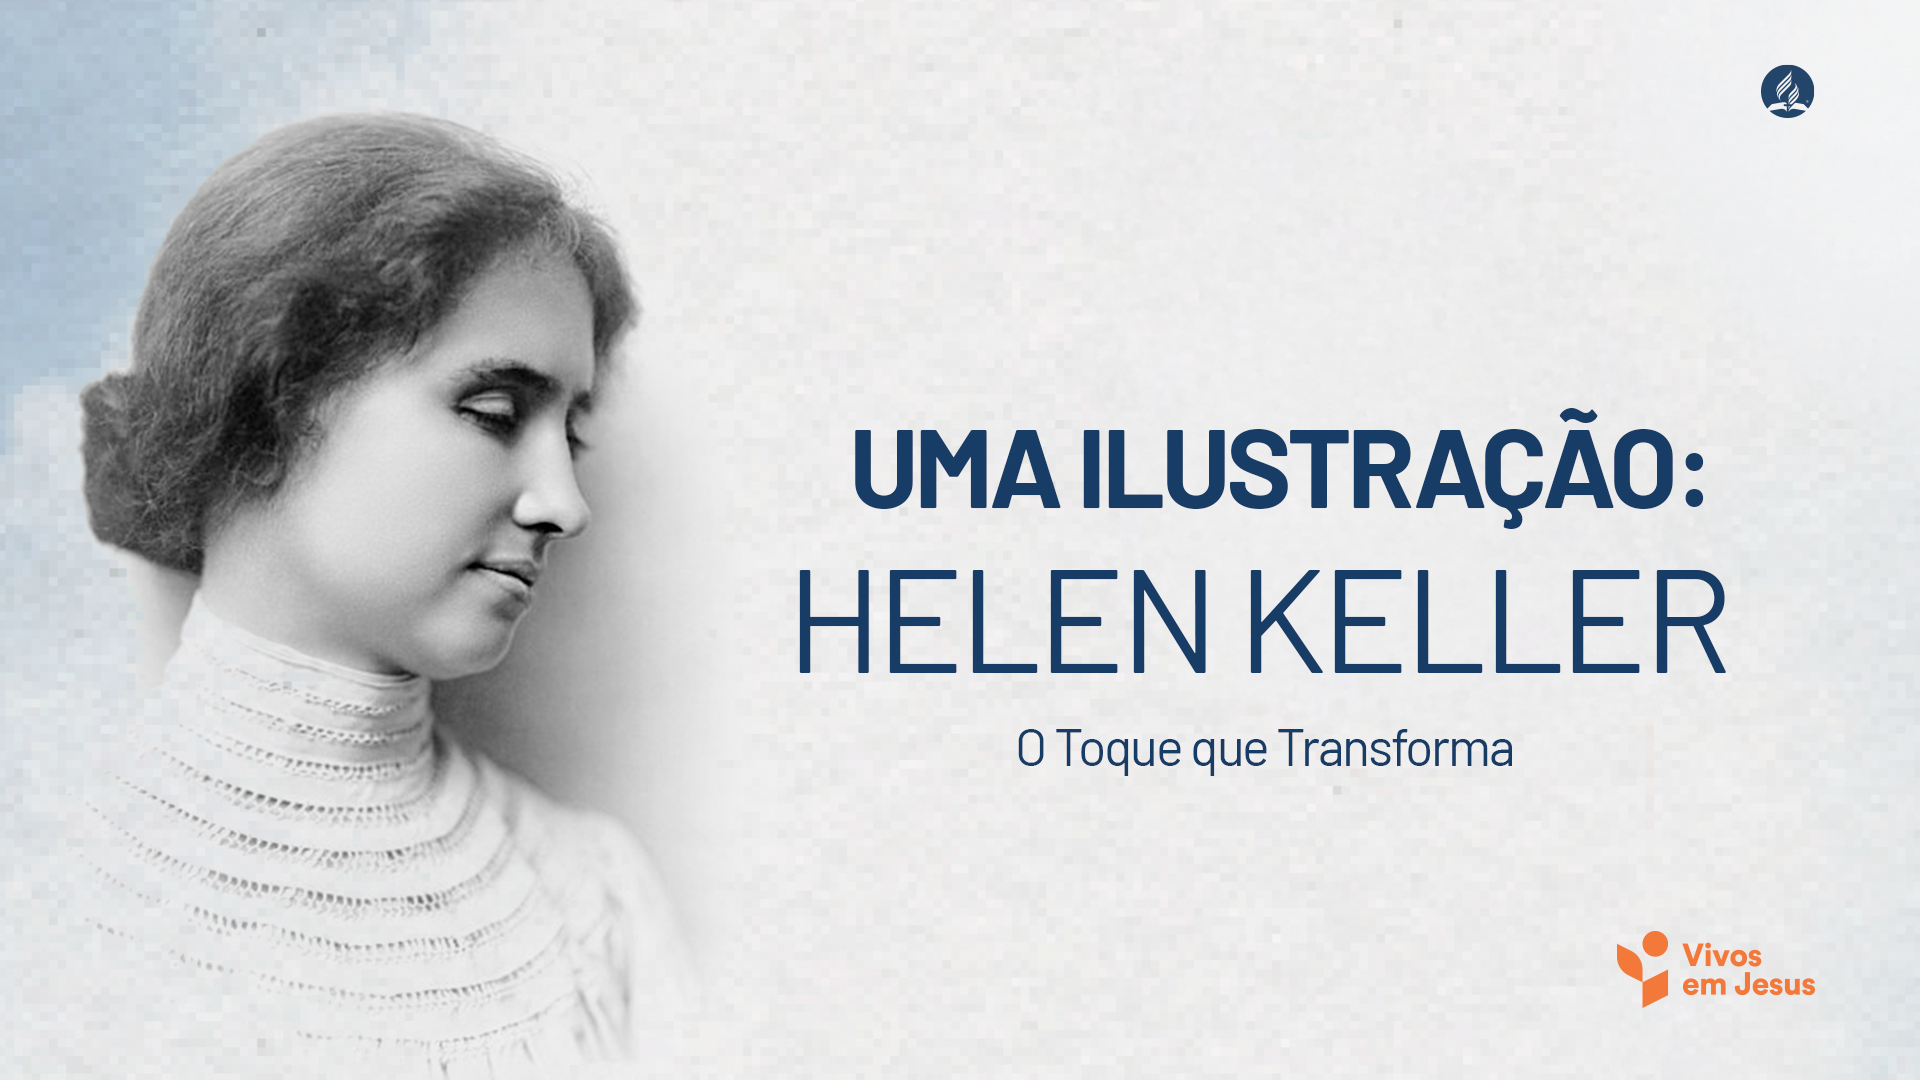 UMA ILUSTRAÇÃO:
HELEN KELLER
O Toque que Transforma
Vivos
em Jesus